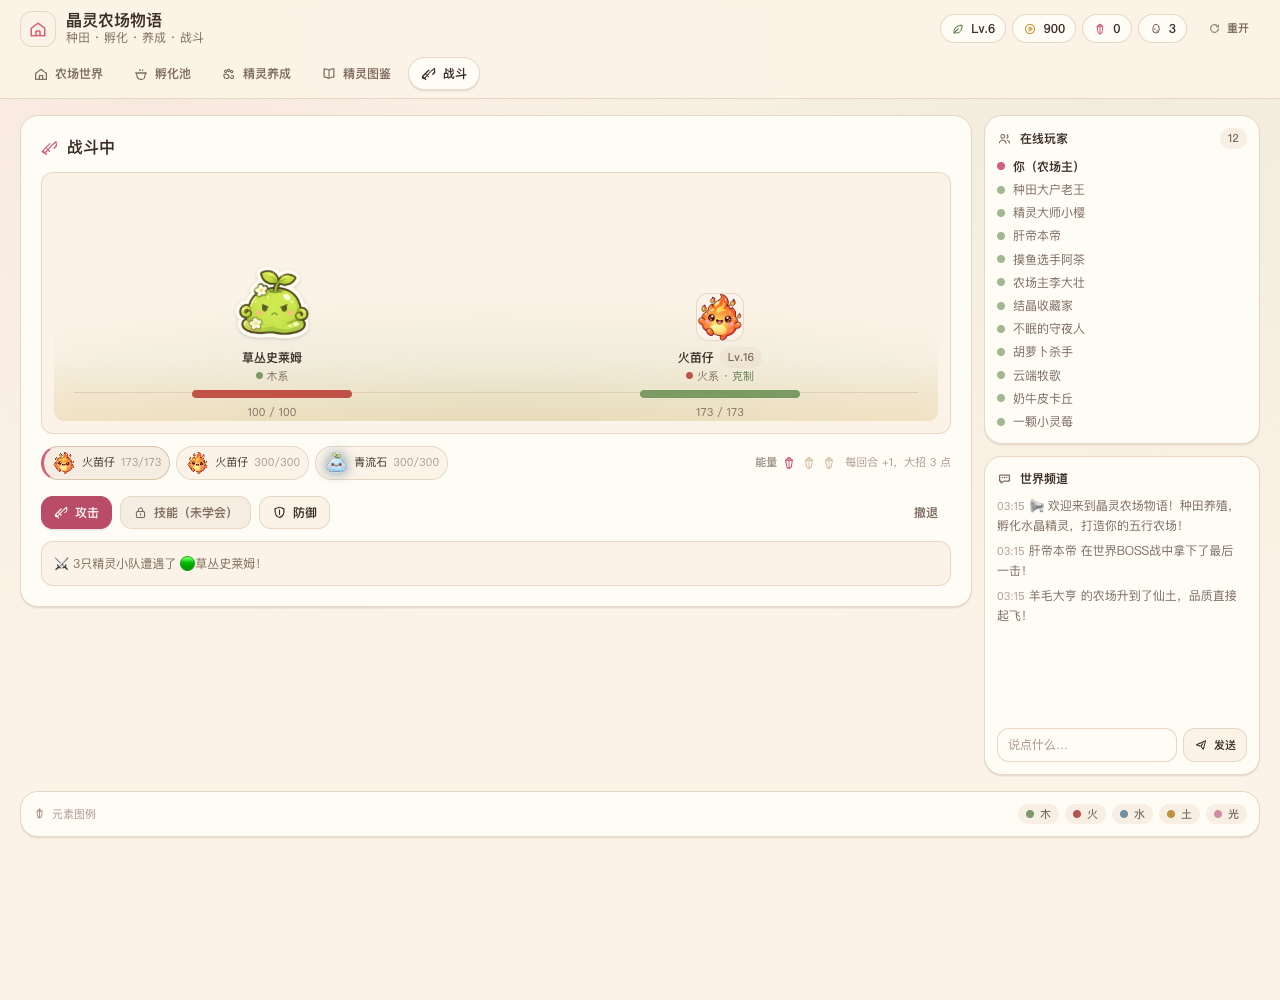 晶灵农场物语
种田 · 孵化 · 养成 · 战斗
Lv.6
900
0
3
重开
农场世界
孵化池
精灵养成
精灵图鉴
战斗
战斗中
草丛史莱姆
木系
100 / 100
火苗仔 Lv.16
火系 · 克制
173 / 173
火苗仔 173/173
火苗仔 300/300
青流石 300/300
能量
每回合 +1，大招 3 点
攻击
技能（未学会）
防御
撤退
3只精灵小队遭遇了 草丛史莱姆！
在线玩家 12
你（农场主）
种田大户老王
精灵大师小樱
肝帝本帝
摸鱼选手阿茶
农场主李大壮
结晶收藏家
不眠的守夜人
胡萝卜杀手
云端牧歌
奶牛皮卡丘
一颗小灵莓
世界频道
03:15 欢迎来到晶灵农场物语！种田养殖，
孵化水晶精灵，打造你的五行农场！
03:15 肝帝本帝 在世界BOSS战中拿下了最后
一击！
03:15 羊毛大亨 的农场升到了仙土，品质直接
起飞！
说点什么...
发送
元素图例
木
火
水
土
光